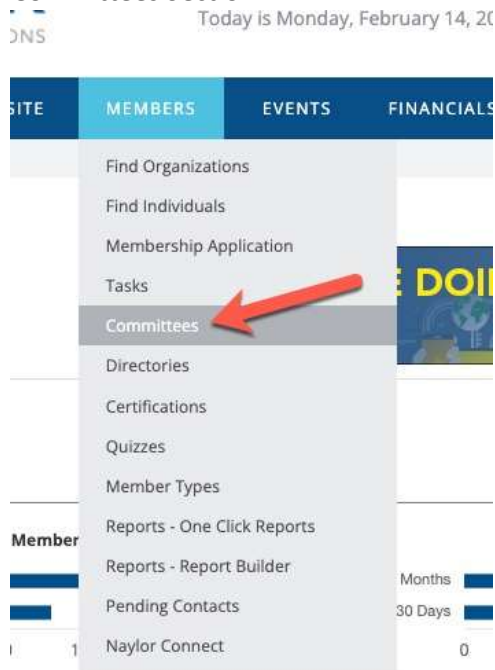 ONS
Today is Monday, February 14, 20
SITE MEMBERS EVENTS FINANCIALS
Find Organizations
Find Individuals
Membership Application
Tasks
E DOI
Committees
Directories
Certifications
Quizzes
Member Types
Reports - One Click Reports
Member
Reports - Report Builder
Months
Pending Contacts
30 Days
Naylor Connect
1
0